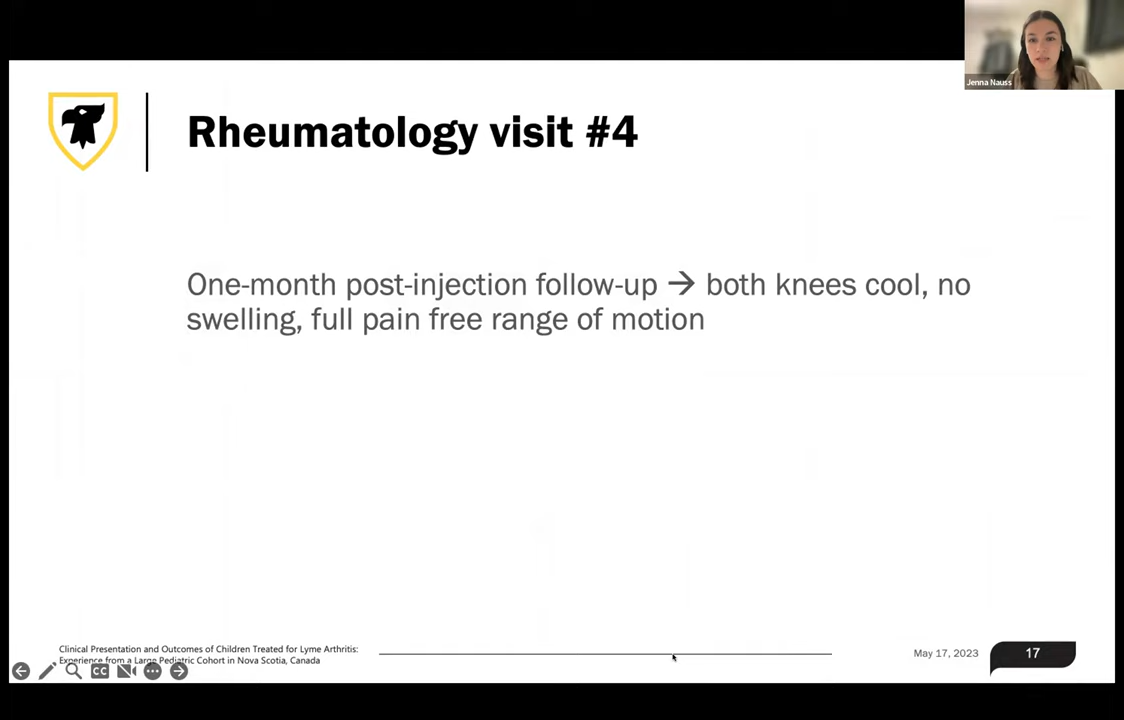 Jenna Nauss
Rheumatology visit #4
One-month post-injection follow-up → both knees cool, no
swelling, full pain free range of motion
Clinical Presentation and Outcomes of Children Treated for Lyme Arthritis:
Experience from a Large Pediatric Cohort in Nova Scotia, Canada
CC
May 17, 2023
17